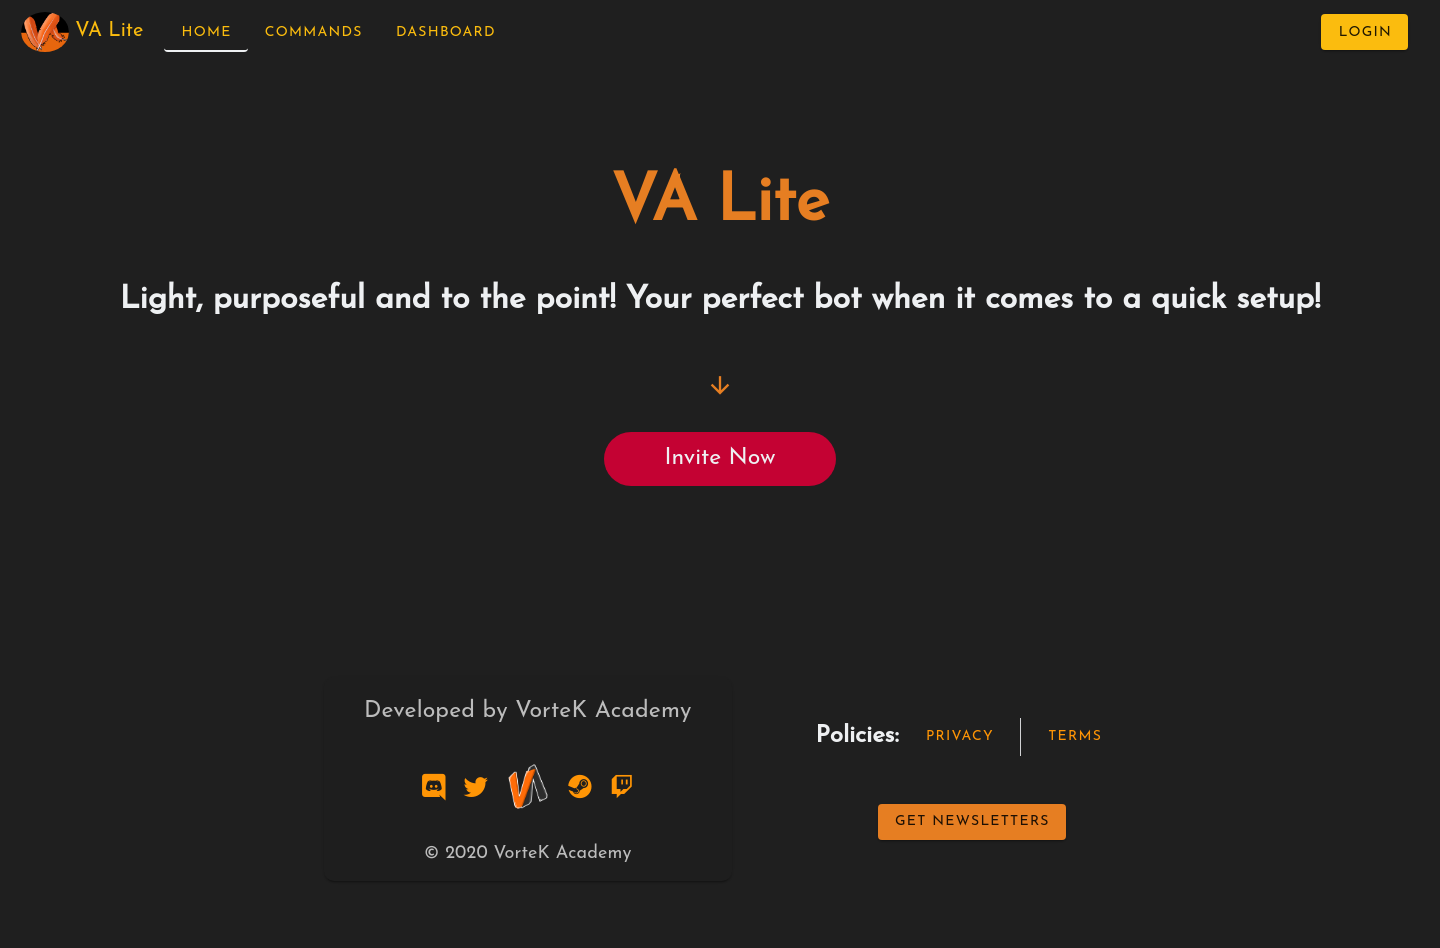 VA Lite
HOME
COMMANDS
DASHBOARD
LOGIN
VA Lite
Light, purposeful and to the point! Your perfect bot when it comes to a quick setup!
Invite Now
Developed by VorteK Academy
© 2020 VorteK Academy
Policies:
PRIVACY
TERMS
GET NEWSLETTERS